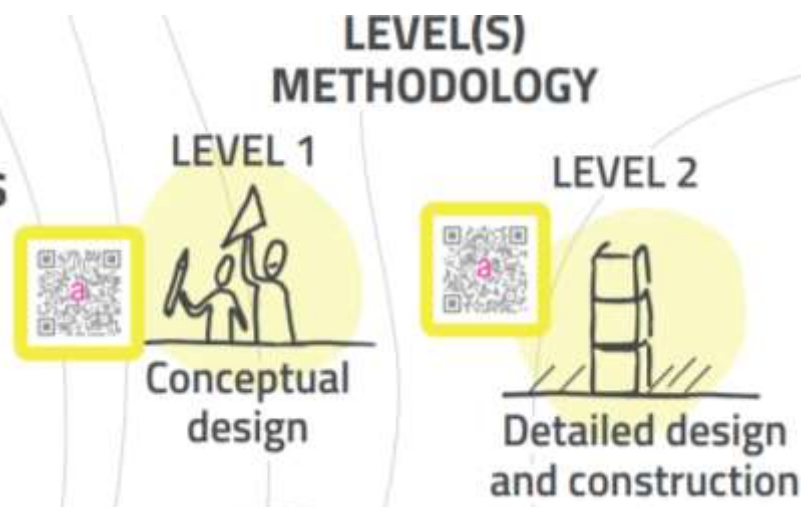 LEVEL(S)
METHODOLOGY
LEVEL 1
LEVEL 2
S
a
a
Conceptual
design
Detailed design
and construction